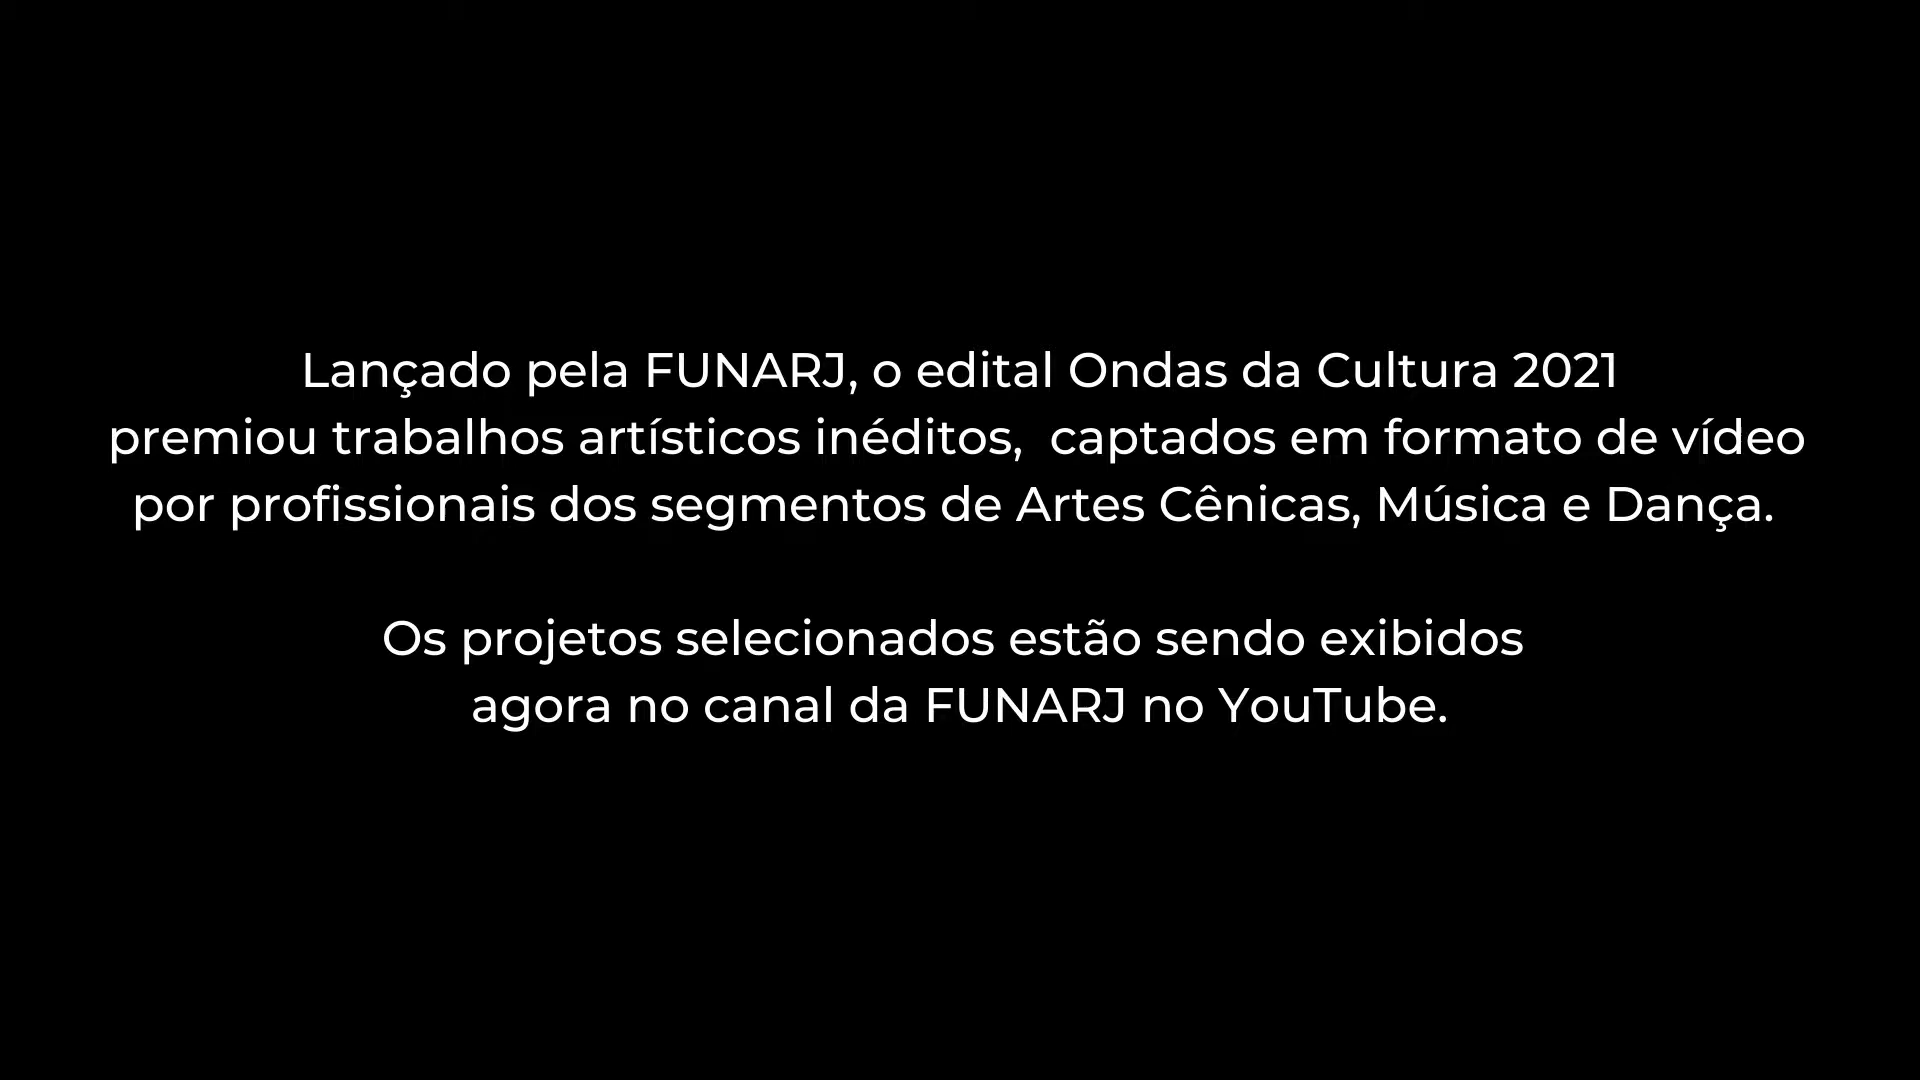 Lançado pela FUNARJ, o edital Ondas da Cultura 2021
premiou trabalhos artísticos inéditos,  captados em formato de vídeo
por profissionais dos segmentos de Artes Cênicas, Música e Dança.
Os projetos selecionados estão sendo exibidos
agora no canal da FUNARJ no YouTube.